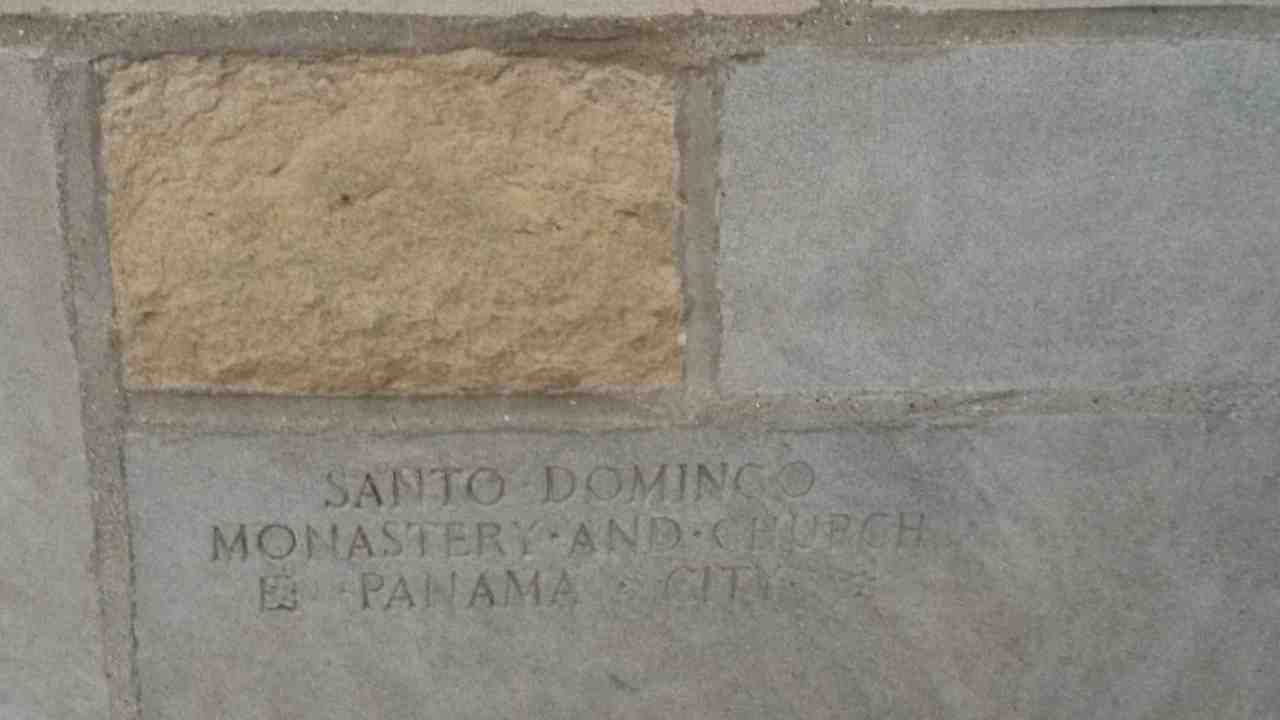 SANTO DOMINGO
MONASTERY·AND·CHURCH
PANAMA · CITY